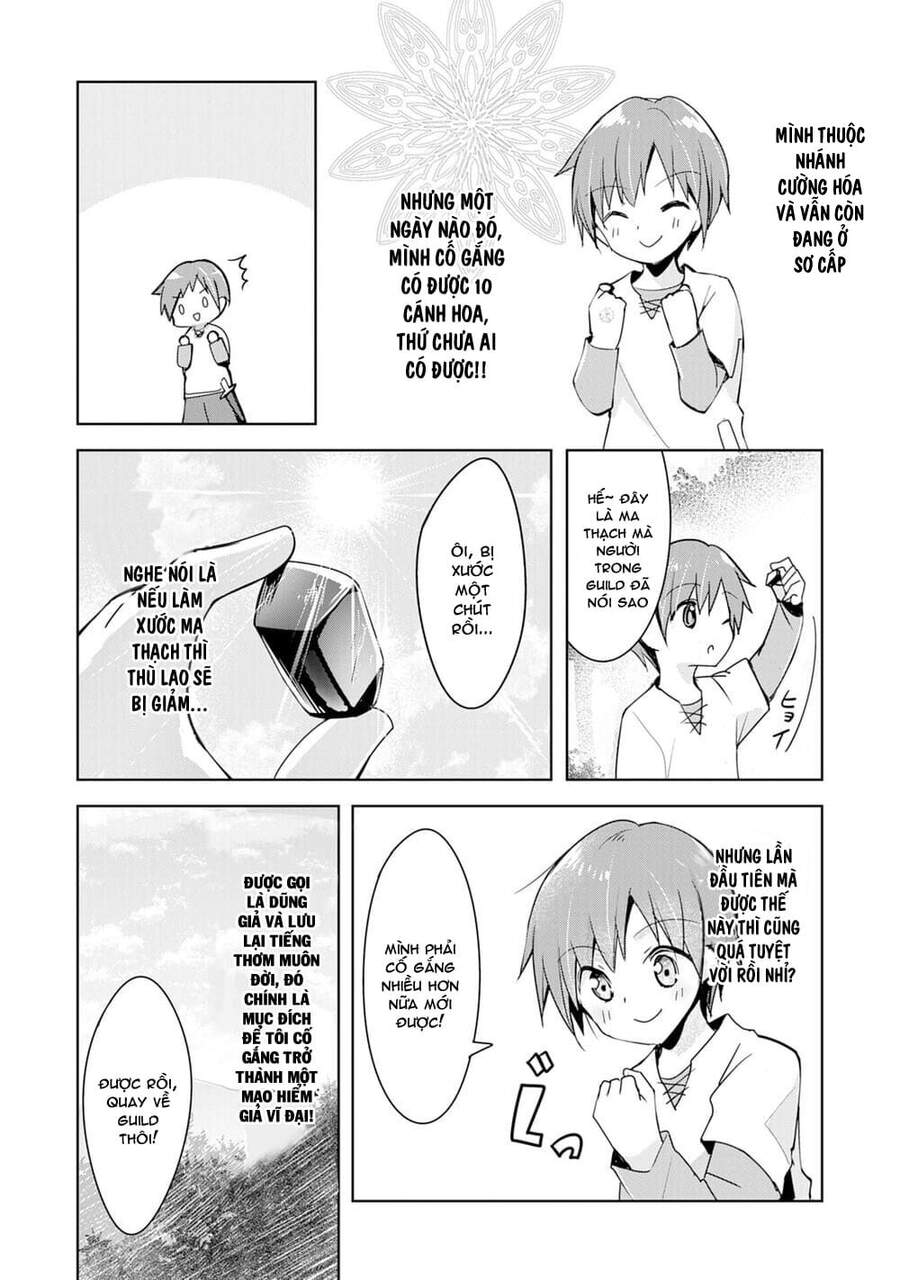 MÌNH THUỘC
NHÁNH
CƯỜNG HÓA
VÀ VẪN CÒN
ĐANG Ở
SƠ CẤP
NHƯNG MỘT
NGÀY NÀO ĐÓ,
MÌNH CỐ GẮNG
CÓ ĐƯỢC 10
CÁNH HOA,
THỨ CHƯA AI
CÓ ĐƯỢC!!
HẾ~ ĐÂY
LÀ MA
THẠCH MÀ
NGƯỜI
TRONG
GUILD ĐÃ
NÓI SAO
ヒョイ
ÔI, BỊ
XƯỚC
MỘT
CHÚT
RỒI...
NGHE NÓI LÀ
NẾU LÀM
XƯỚC MA
THẠCH THÌ
THÙ LAO SẼ
BỊ GIẢM...
NHƯNG LẦN
ĐẦU TIÊN MÀ
ĐƯỢC THẾ
NÀY THÌ CŨNG
QUÁ TUYỆT
VỜI RỒI NHỈ?
MÌNH PHẢI
CỐ GẮNG
NHIỀU HƠN
NỮA MỚI
ĐƯỢC!
ぐっ
ĐƯỢC GỌI
LÀ DŨNG
GIẢ VÀ LƯU
LẠI TIẾNG
THƠM MUÔN
ĐỜI, ĐÓ
CHÍNH LÀ
MỤC ĐÍCH
ĐỂ TÔI CỐ
GẮNG TRỞ
THÀNH MỘT
MẠO HIỂM
GIẢ VĨ ĐẠI!
ĐƯỢC RỒI,
QUAY VỀ
GUILD
THÔI!